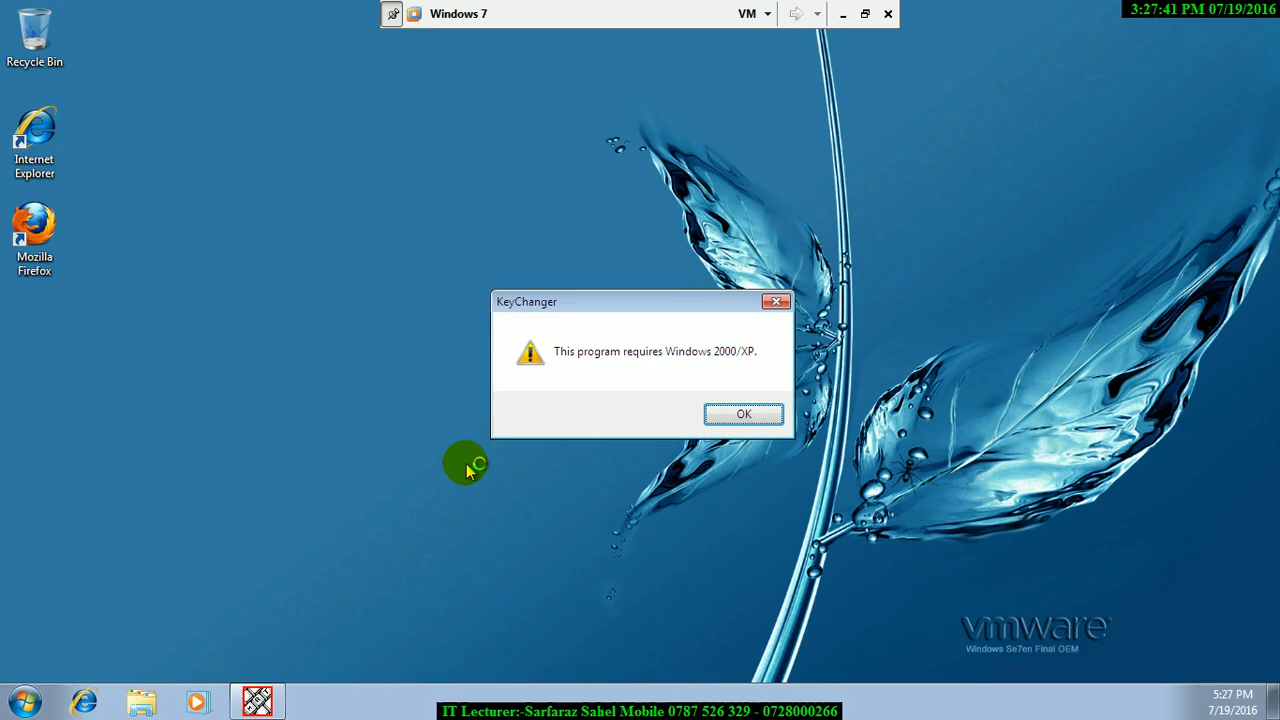 Windows 7
VM
3:27:41 PM 07/19/2016
Recycle Bin
Internet
Explorer
Mozilla
Firefox
KeyChanger
This program requires Windows 2000/XP.
OK
vmware
Windows Se7en Final OEM
5:27 PM
7/19/2016
IT Lecturer:-Sarfaraz Sahel Mobile 0787 526 329 - 0728000266